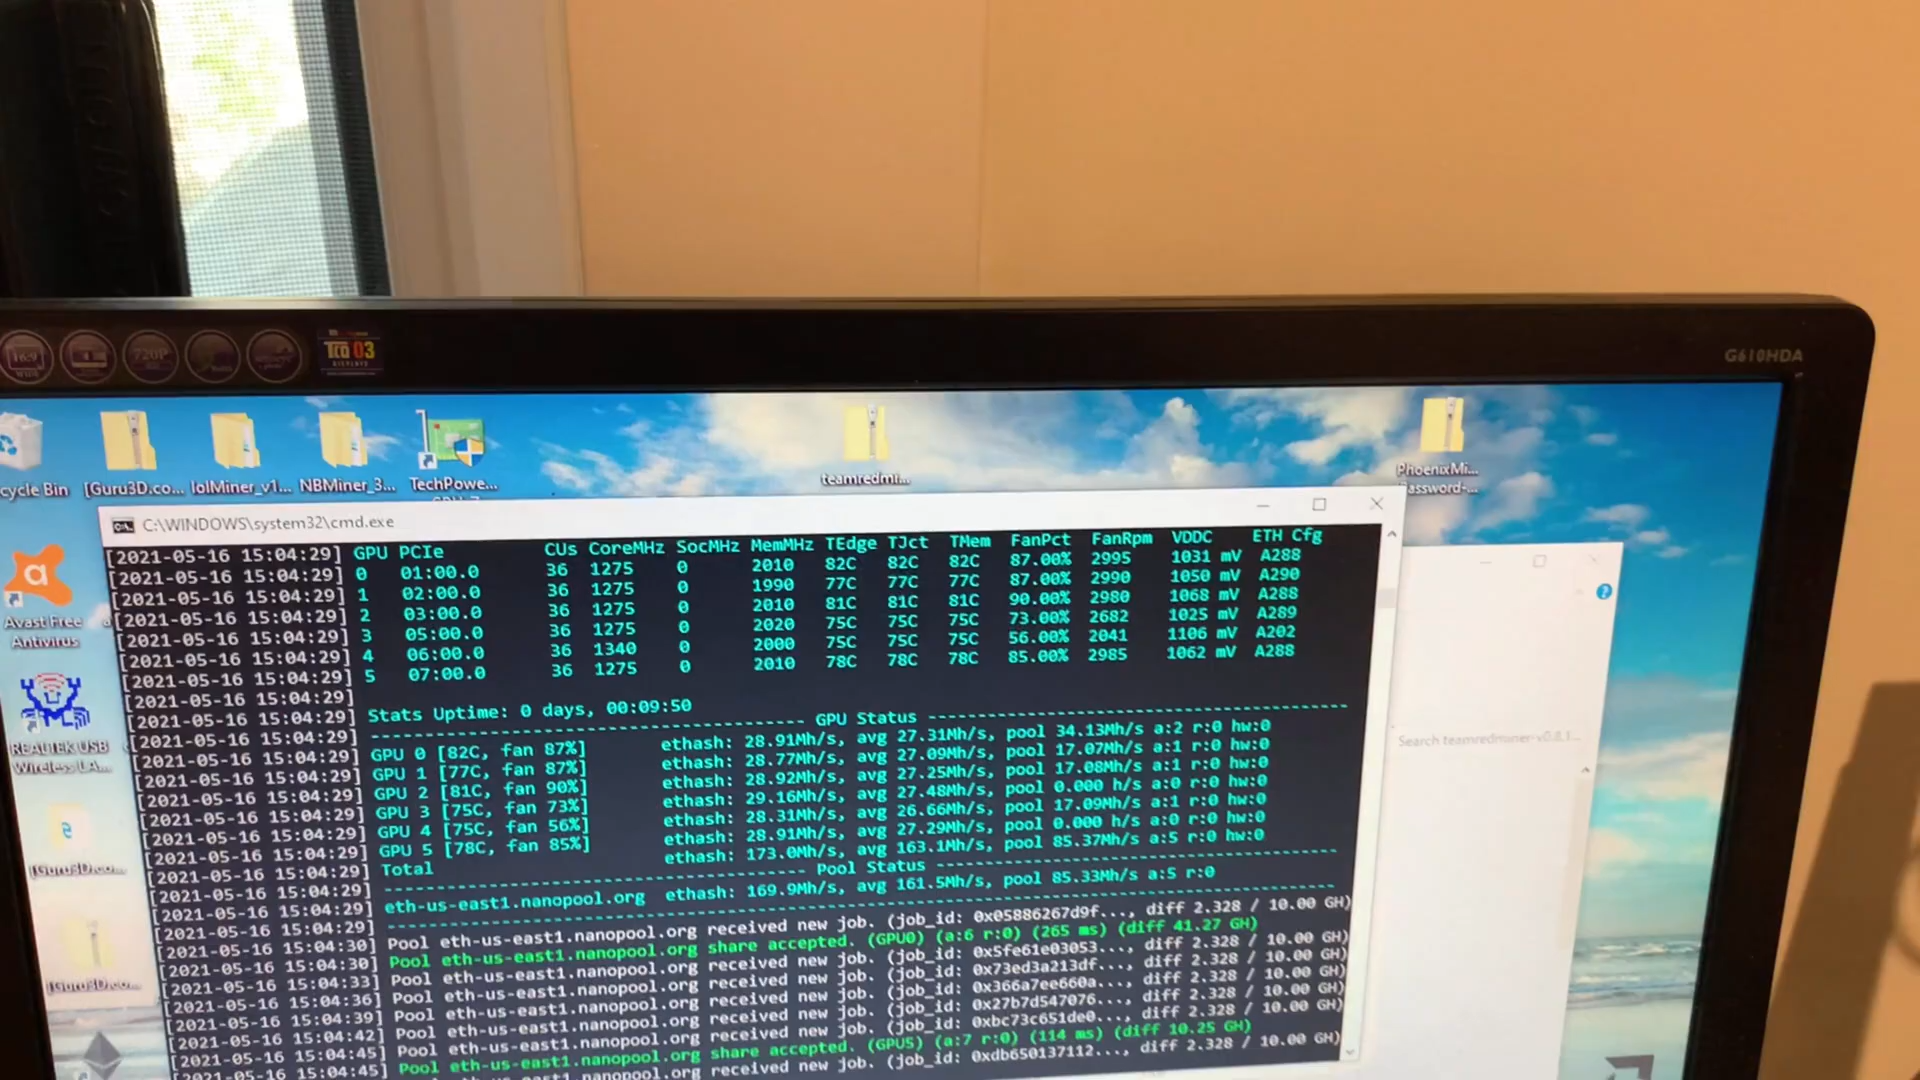 16:9
720P
TCO 03
G610HDA
cycle Bin
[Guru3D.co...
lolMiner_v1...
NBMiner_3...
TechPowe...
teamredmi...
PhoenixMi...
Password-...
C:\WINDOWS\system32\cmd.exe
Avast Free
Antivirus
REALTEK USB
Wireless LA...
[Guru3D.co...
[Guru3D.co...
Search teamredminer-v0.8.1...
[2021-05-16 15:04:29] GPU PCIe CUs CoreMHz SocMHz MemMHz TEdge TJct TMem FanPct FanRpm VDDC ETH Cfg
[2021-05-16 15:04:29] 0 01:00.0 36 1275 0 2010 82C 82C 82C 87.00% 2995 1031 mV A288
[2021-05-16 15:04:29] 1 02:00.0 36 1275 0 1990 77C 77C 77C 87.00% 2990 1050 mV A290
[2021-05-16 15:04:29] 2 03:00.0 36 1275 0 2010 81C 81C 81C 90.00% 2980 1068 mV A288
[2021-05-16 15:04:29] 3 05:00.0 36 1275 0 2020 75C 75C 75C 73.00% 2682 1025 mV A289
[2021-05-16 15:04:29] 4 06:00.0 36 1340 0 2000 75C 75C 75C 56.00% 2041 1106 mV A202
[2021-05-16 15:04:29] 5 07:00.0 36 1275 0 2010 78C 78C 78C 85.00% 2985 1062 mV A288
[2021-05-16 15:04:29]
[2021-05-16 15:04:29] Stats Uptime: 0 days, 00:09:50
[2021-05-16 15:04:29] GPU Status
[2021-05-16 15:04:29] GPU 0 [82C, fan 87%] ethash: 28.91Mh/s, avg 27.31Mh/s, pool 34.13Mh/s a:2 r:0 hw:0
[2021-05-16 15:04:29] GPU 1 [77C, fan 87%] ethash: 28.77Mh/s, avg 27.09Mh/s, pool 17.07Mh/s a:1 r:0 hw:0
[2021-05-16 15:04:29] GPU 2 [81C, fan 90%] ethash: 28.92Mh/s, avg 27.25Mh/s, pool 17.08Mh/s a:1 r:0 hw:0
[2021-05-16 15:04:29] GPU 3 [75C, fan 73%] ethash: 29.16Mh/s, avg 27.48Mh/s, pool 0.000 h/s a:0 r:0 hw:0
[2021-05-16 15:04:29] GPU 4 [75C, fan 56%] ethash: 28.31Mh/s, avg 26.66Mh/s, pool 17.09Mh/s a:1 r:0 hw:0
[2021-05-16 15:04:29] GPU 5 [78C, fan 85%] ethash: 28.91Mh/s, avg 27.29Mh/s, pool 0.000 h/s a:0 r:0 hw:0
[2021-05-16 15:04:29] Total ethash: 173.0Mh/s, avg 163.1Mh/s, pool 85.37Mh/s a:5 r:0 hw:0
[2021-05-16 15:04:29] Pool Status
[2021-05-16 15:04:29] eth-us-east1.nanopool.org ethash: 169.9Mh/s, avg 161.5Mh/s, pool 85.33Mh/s a:5 r:0
[2021-05-16 15:04:29]
[2021-05-16 15:04:30] Pool eth-us-east1.nanopool.org received new job. (job_id: 0x05886267d9f..., diff 2.328 / 10.00 GH)
[2021-05-16 15:04:30] Pool eth-us-east1.nanopool.org share accepted. (GPU0) (a:6 r:0) (265 ms) (diff 41.27 GH)
[2021-05-16 15:04:33] Pool eth-us-east1.nanopool.org received new job. (job_id: 0x5fe61e03053..., diff 2.328 / 10.00 GH)
[2021-05-16 15:04:36] Pool eth-us-east1.nanopool.org received new job. (job_id: 0x73ed3a213df..., diff 2.328 / 10.00 GH)
[2021-05-16 15:04:39] Pool eth-us-east1.nanopool.org received new job. (job_id: 0x366a7ee660a..., diff 2.328 / 10.00 GH)
[2021-05-16 15:04:42] Pool eth-us-east1.nanopool.org received new job. (job_id: 0x27b7d547076..., diff 2.328 / 10.00 GH)
[2021-05-16 15:04:45] Pool eth-us-east1.nanopool.org received new job. (job_id: 0xbc73c651de0..., diff 2.328 / 10.00 GH)
[2021-05-16 15:04:45] Pool eth-us-east1.nanopool.org share accepted. (GPU5) (a:7 r:0) (114 ms) (diff 10.25 GH)
eth-us-east1.nanopool.org received new job. (job_id: 0xdb650137112..., diff 2.328 / 10.00 GH)